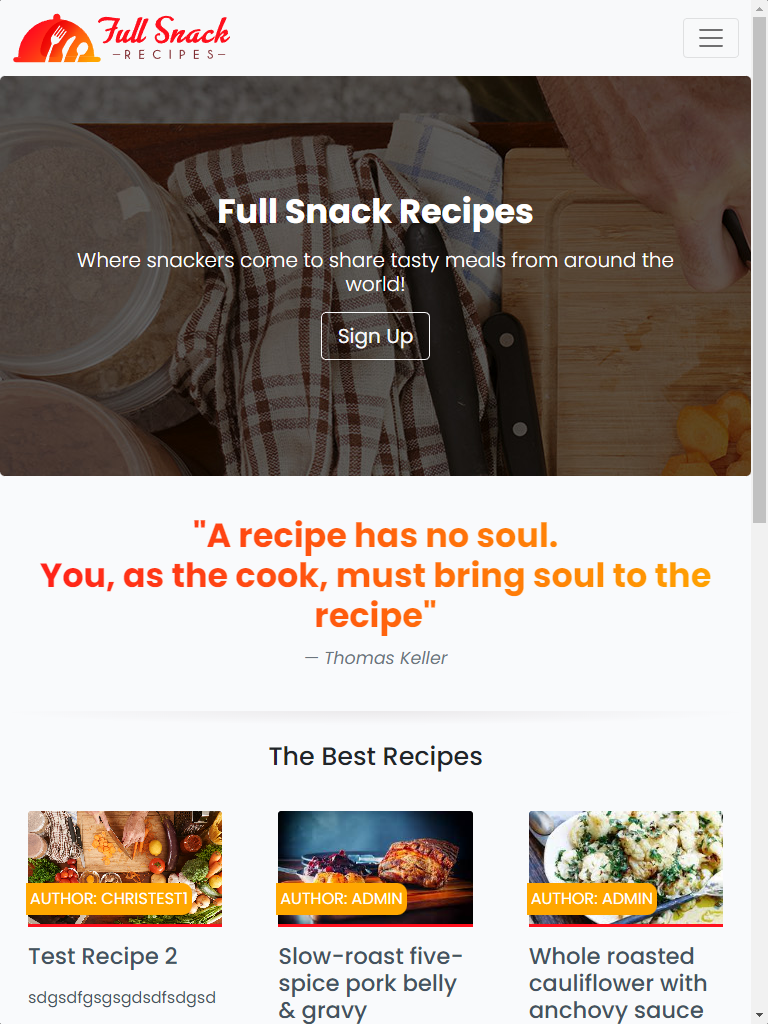 Full Snack
RECIPES
Full Snack Recipes
Where snackers come to share tasty meals from around the
world!
Sign Up
"A recipe has no soul.
You, as the cook, must bring soul to the
recipe"
— Thomas Keller
The Best Recipes
AUTHOR: CHRISTEST1
Test Recipe 2
sdgsdfgsgsgdsdfsdgsd
AUTHOR: ADMIN
Slow-roast five-
spice pork belly
& gravy
AUTHOR: ADMIN
Whole roasted
cauliflower with
anchovy sauce